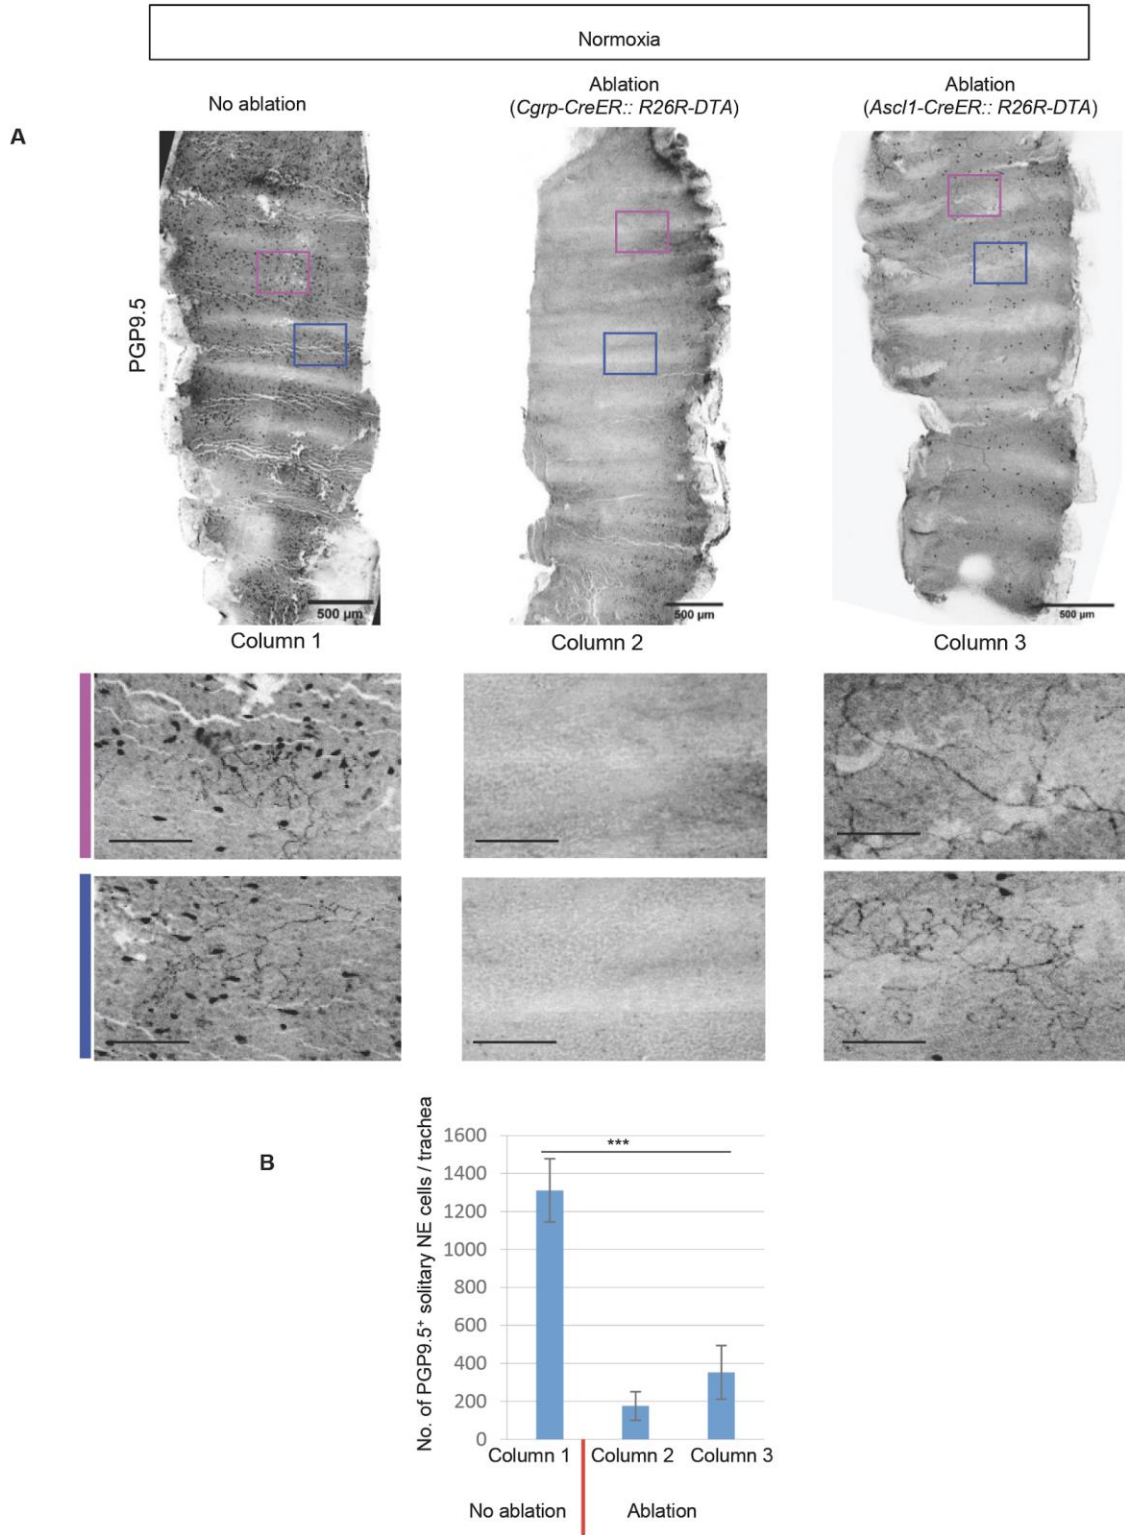 Normoxia
No ablation
Ablation
(Cgrp-CreER:: R26R-DTA)
Ablation
(Ascl1-CreER:: R26R-DTA)
A
PGP9.5
500 µm
500 µm
500 µm
Column 1
Column 2
Column 3
B
No. of PGP9.5⁺ solitary NE cells / trachea
1600
1400
1200
1000
800
600
400
200
0
***
Column 1
Column 2
Column 3
No ablation
Ablation